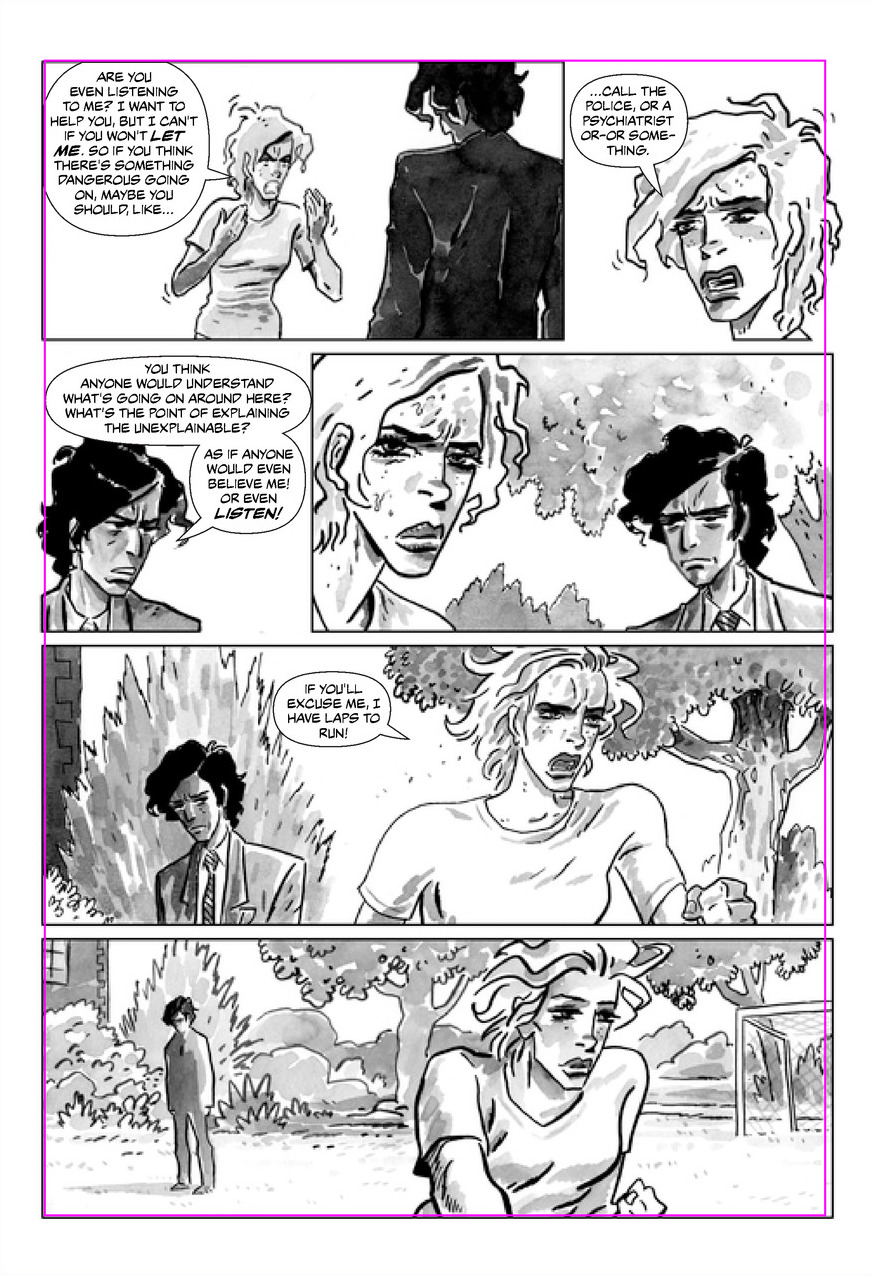 ARE YOU
EVEN LISTENING
TO ME? I WANT TO
HELP YOU, BUT I CAN'T
IF YOU WON'T LET
ME. SO IF YOU THINK
THERE'S SOMETHING
DANGEROUS GOING
ON, MAYBE YOU
SHOULD, LIKE...
...CALL THE
POLICE, OR A
PSYCHIATRIST
OR-OR SOME-
THING.
YOU THINK
ANYONE WOULD UNDERSTAND
WHAT'S GOING ON AROUND HERE?
WHAT'S THE POINT OF EXPLAINING
THE UNEXPLAINABLE?
AS IF ANYONE
WOULD EVEN
BELIEVE ME!
OR EVEN
LISTEN!
IF YOU'LL
EXCUSE ME, I
HAVE LAPS TO
RUN!